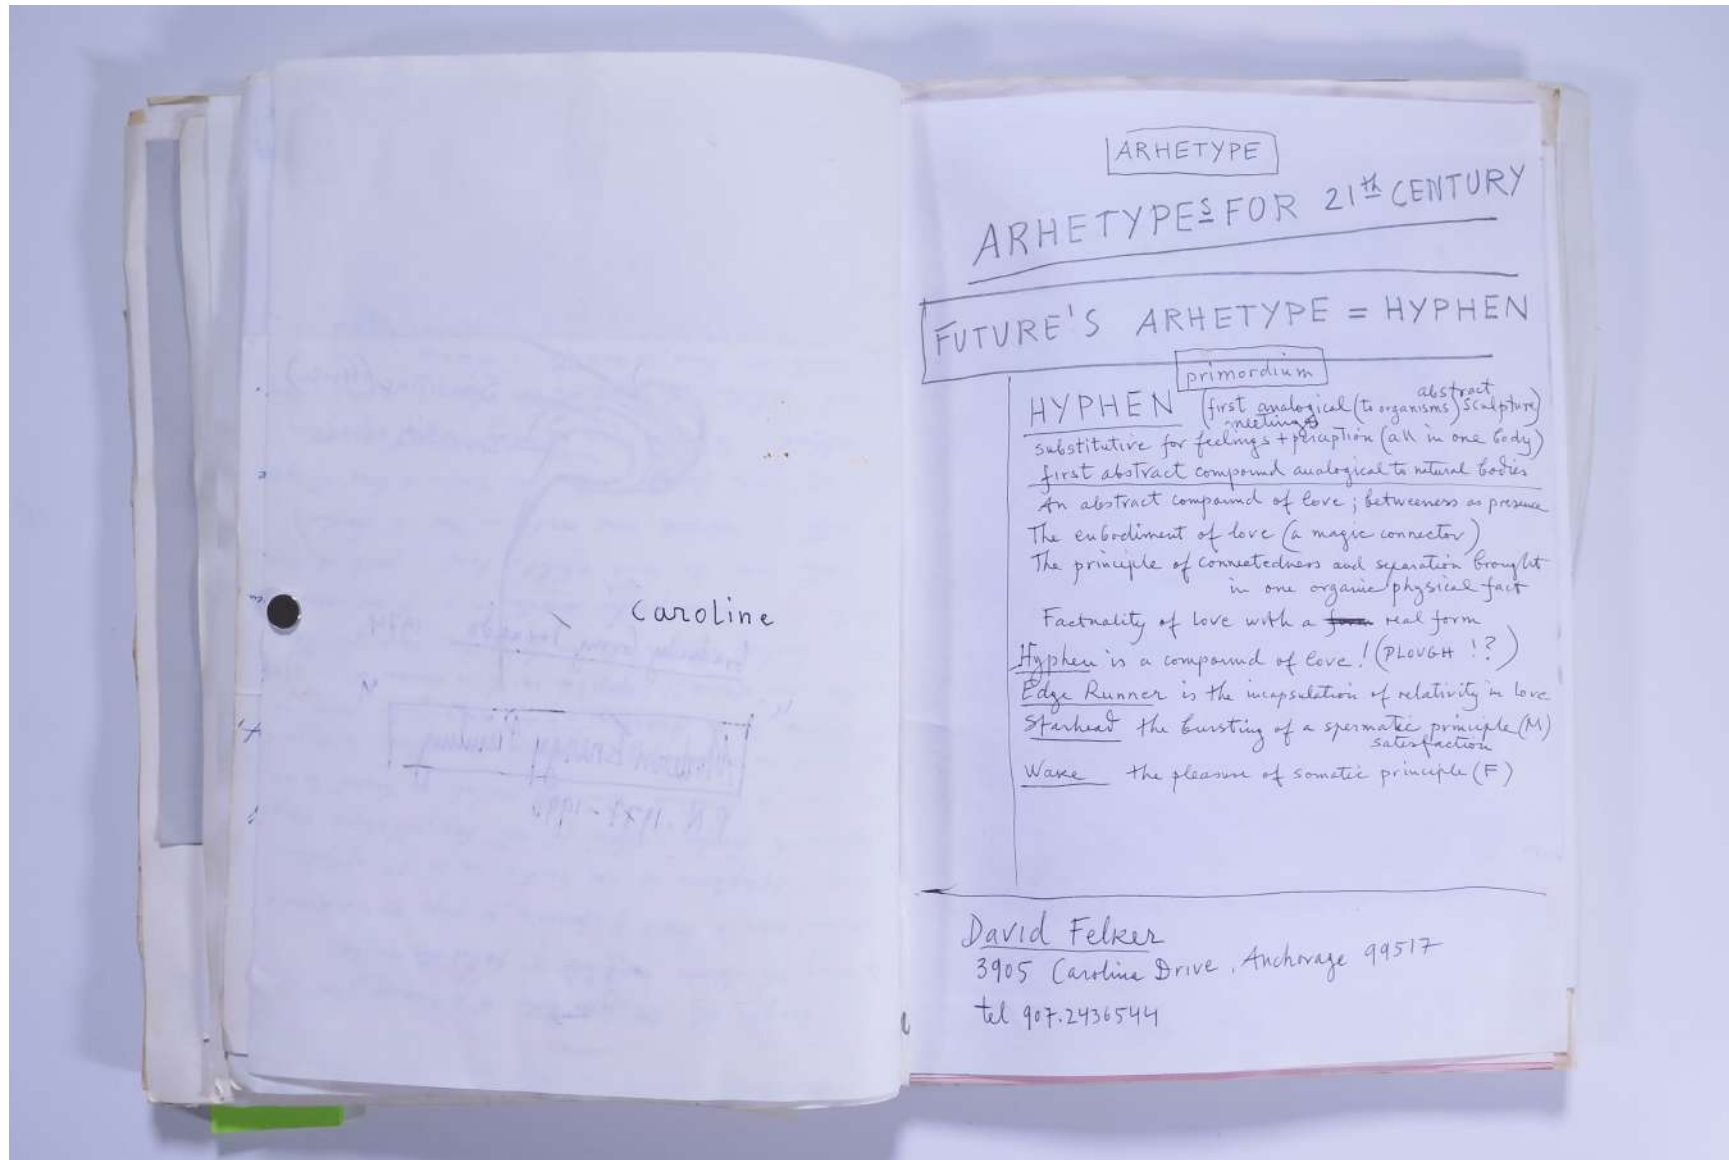 Caroline
ARHETYPE
ARHETYPES FOR 21th CENTURY
FUTURE'S ARHETYPE = HYPHEN
primordium
HYPHEN (first analogical (to organisms) abstract sculpture)
meeting
substitutive for feelings + perception (all in one body)
first abstract compound analogical to natural bodies
An abstract compound of love; betweeness as presence
The enbodiment of love (a magic connector)
The principle of connectedness and separation brought
in one organic physical fact
Factuality of love with a real form
Hyphen is a compound of love! (PLOUGH !?)
Edge Runner is the incapsulation of relativity in love
Starhead the bursting of a spermatic principle (M)
satisfaction
Wave the pleasure of somatic principle (F)
David Felker
3905 Carolina Drive, Anchorage 99517
tel 907.2436544